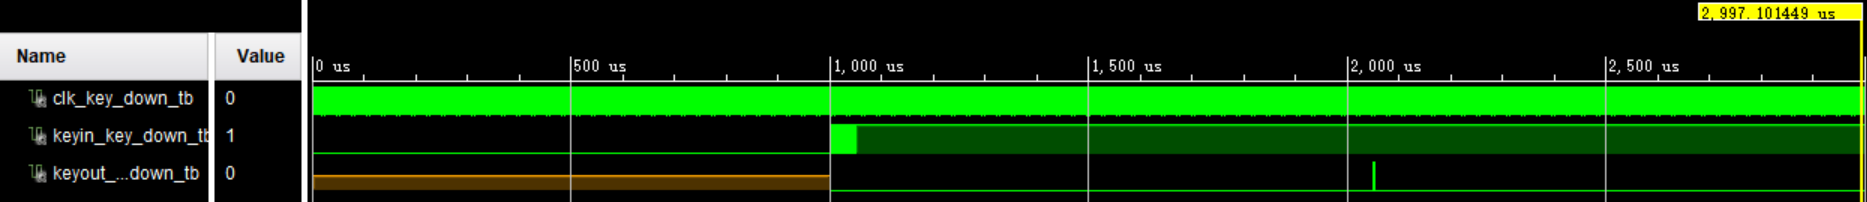 2,997.101449 us
Name Value
0 us 500 us 1,000 us 1,500 us 2,000 us 2,500 us
clk_key_down_tb 0
keyin_key_down_tb 1
keyout_...down_tb 0